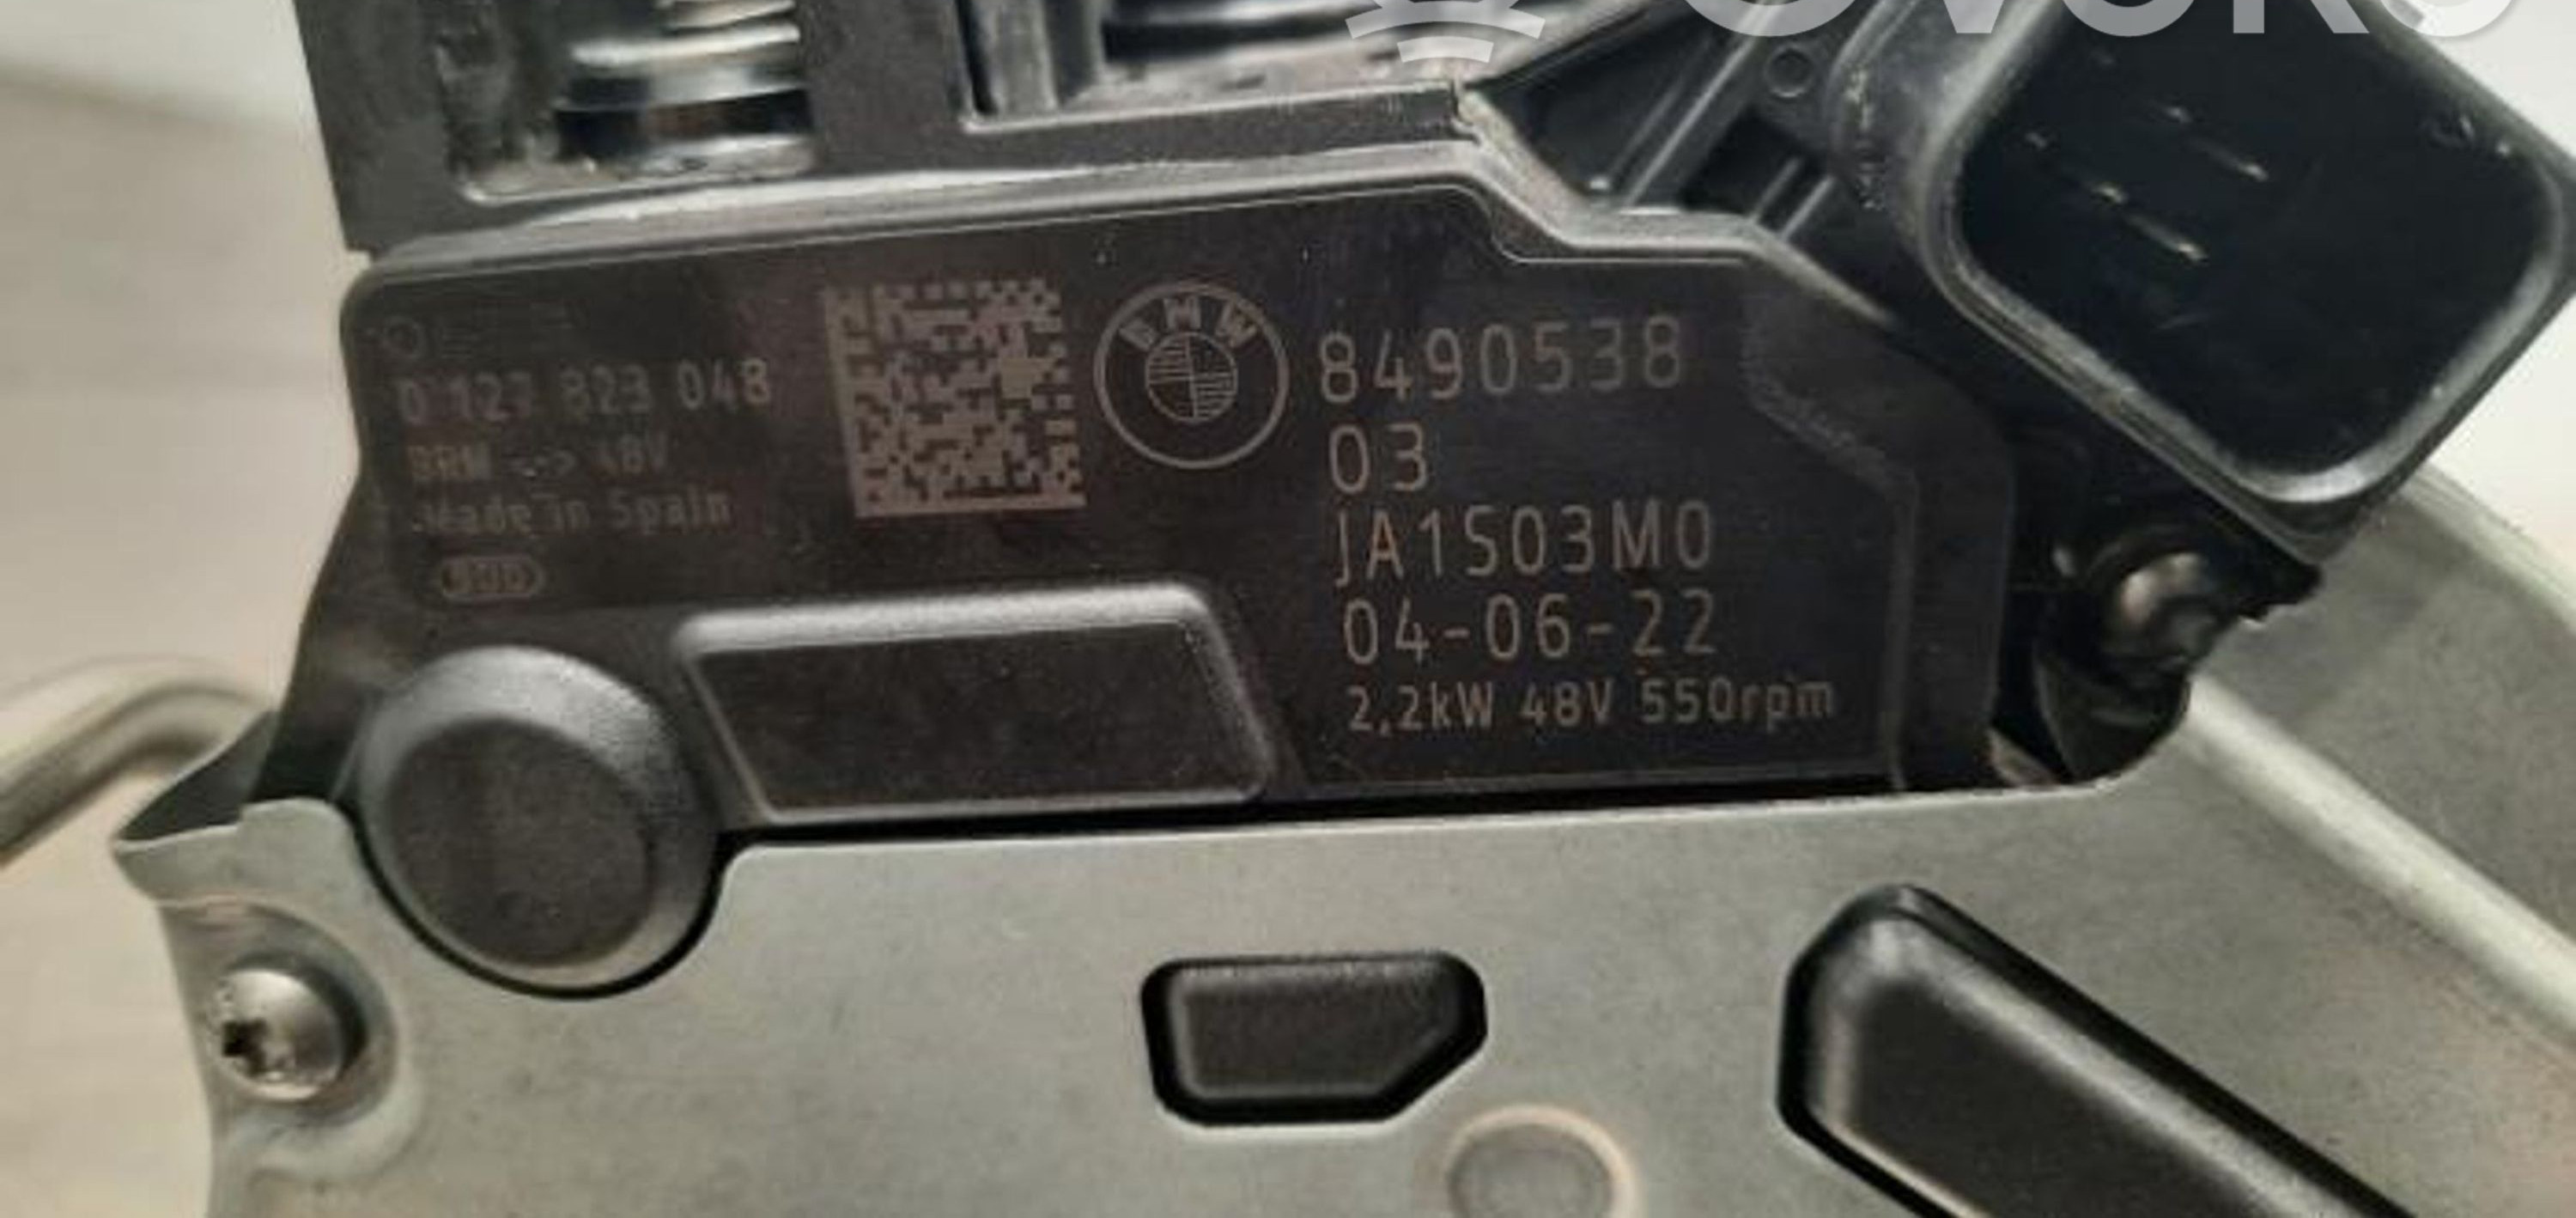 0 127 823 048
BRM --> 48V
Made in Spain
BMW
8490538
03
JA1S03M0
04-06-22
2,2kW 48V 550rpm